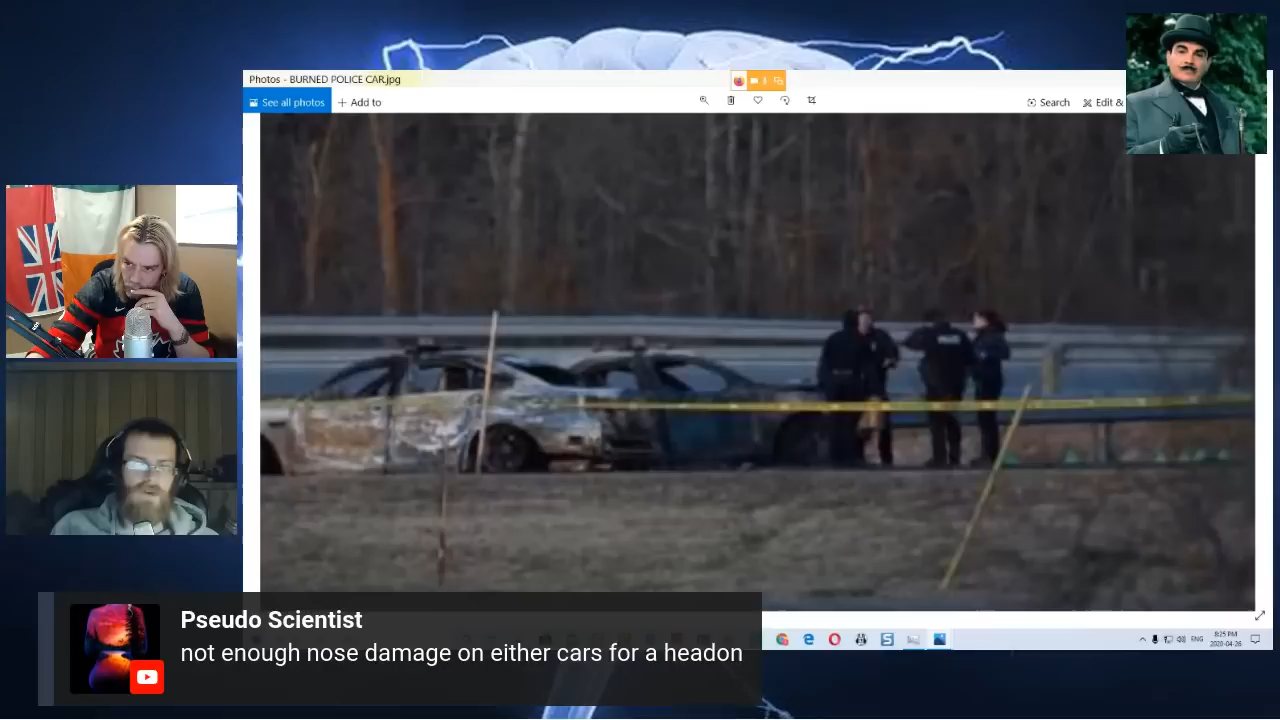 Photos - BURNED POLICE CAR.jpg
See all photos
Add to
Search
Edit &
ENG
8:25 PM
2020-04-26
Pseudo Scientist
not enough nose damage on either cars for a headon